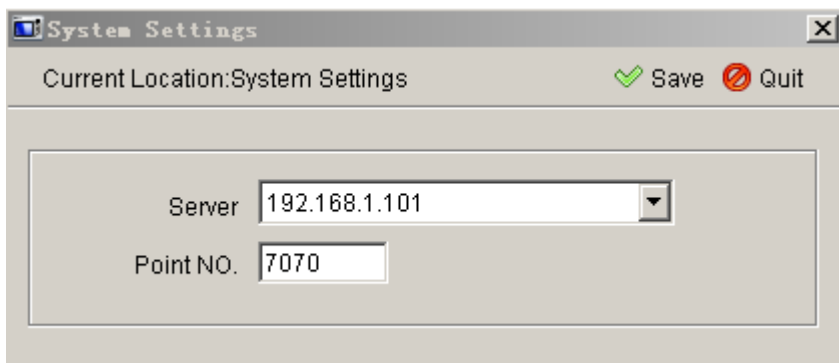 System Settings
Current Location:System Settings Save Quit
Server 192.168.1.101
Point NO. 7070